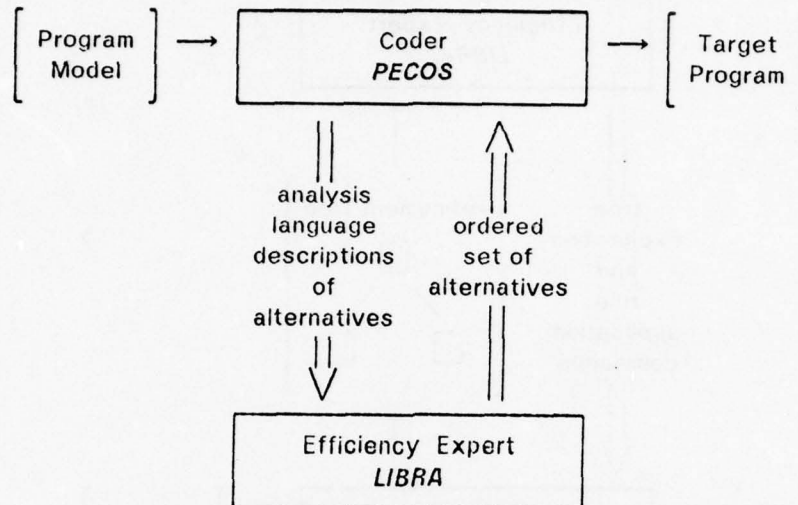 Program
Model
Coder
PECOS
Target
Program
analysis
language
descriptions
of
alternatives
ordered
set of
alternatives
Efficiency Expert
LIBRA